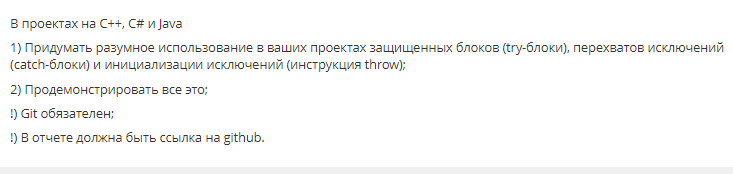 В проектах на C++, C# и Java
1) Придумать разумное использование в ваших проектах защищенных блоков (try-блоки), перехватов исключений
(catch-блоки) и инициализации исключений (инструкция throw);
2) Продемонстрировать все это;
!) Git обязателен;
!) В отчете должна быть ссылка на github.